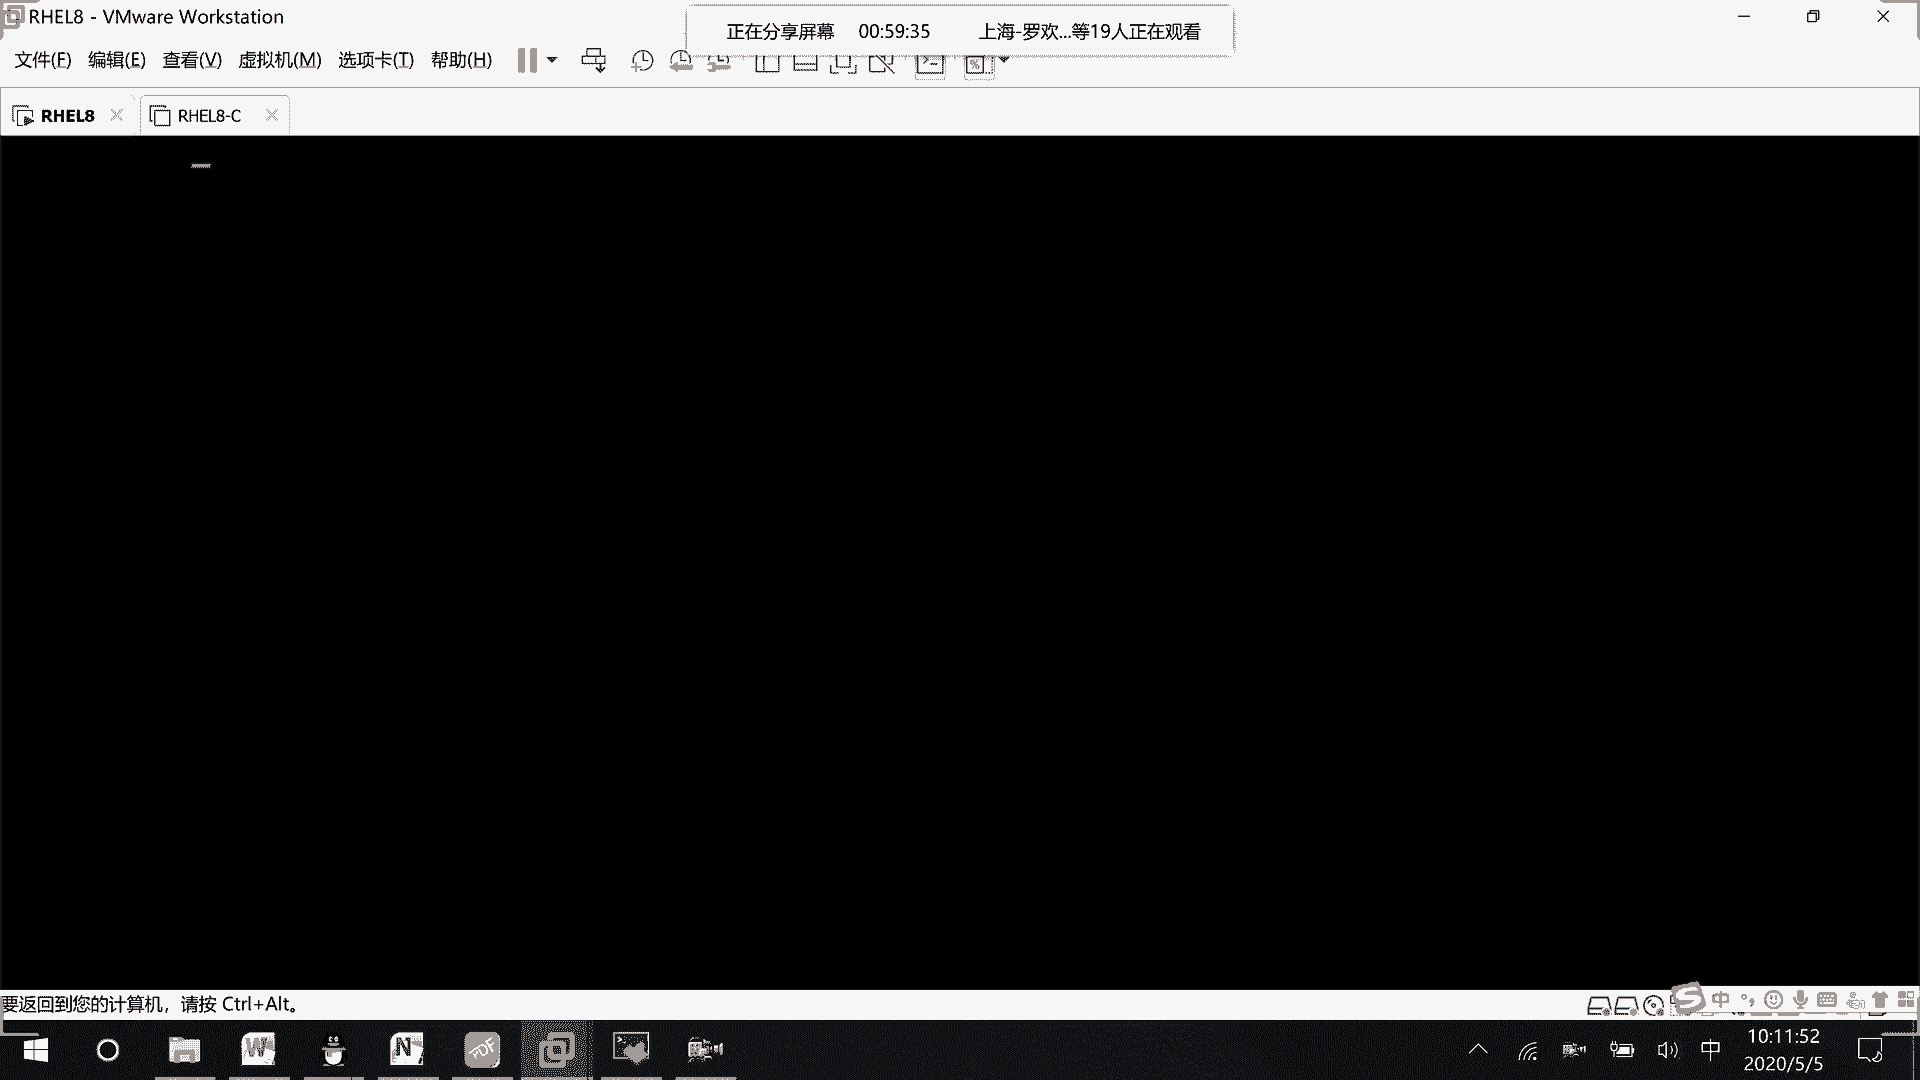 RHEL8 - VMware Workstation
正在分享屏幕 00:59:35 上海-罗欢...等19人正在观看
文件(F) 编辑(E) 查看(V) 虚拟机(M) 选项卡(T) 帮助(H)
RHEL8
RHEL8-C
要返回到您的计算机，请按 Ctrl+Alt。
中
W
N
PDF
中
10:11:52
2020/5/5